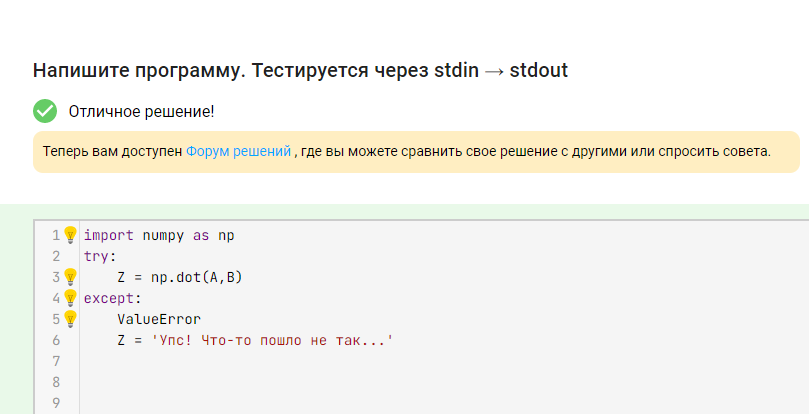 Напишите программу. Тестируется через stdin → stdout
Отличное решение!
Теперь вам доступен Форум решений , где вы можете сравнить свое решение с другими или спросить совета.
1 import numpy as np
2 try:
3     Z = np.dot(A,B)
4 except:
5     ValueError
6     Z = 'Упс! Что-то пошло не так...'
7
8
9